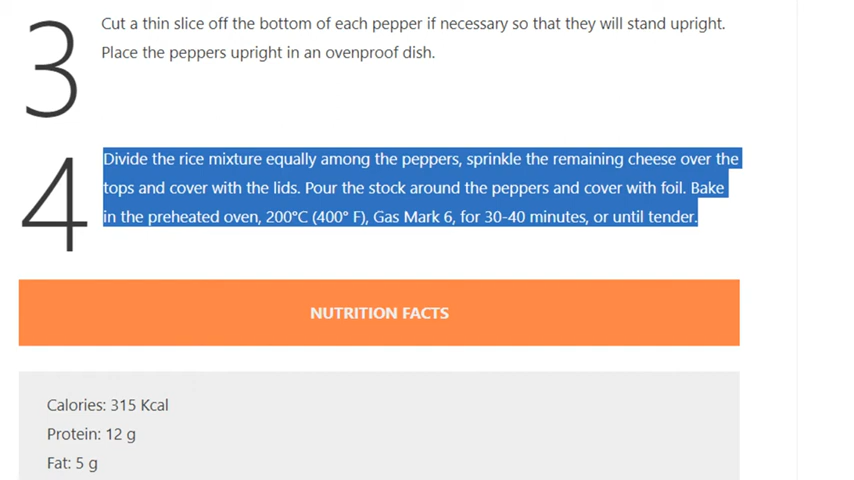 3
Cut a thin slice off the bottom of each pepper if necessary so that they will stand upright.
Place the peppers upright in an ovenproof dish.
4
Divide the rice mixture equally among the peppers, sprinkle the remaining cheese over the
tops and cover with the lids. Pour the stock around the peppers and cover with foil. Bake
in the preheated oven, 200°C (400° F), Gas Mark 6, for 30-40 minutes, or until tender.
NUTRITION FACTS
Calories: 315 Kcal
Protein: 12 g
Fat: 5 g